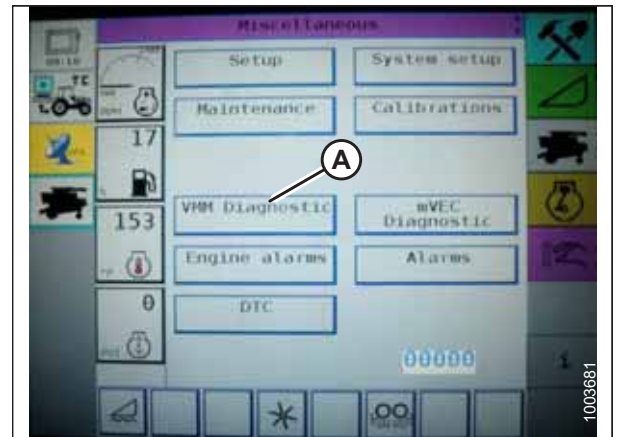 Miscellaneous
Setup
System setup
Maintenance
Calibrations
A
17
VMM Diagnostic
mVEC
Diagnostic
153
Engine alarms
Alarms
0
DTC
00000
TC
i
1003681